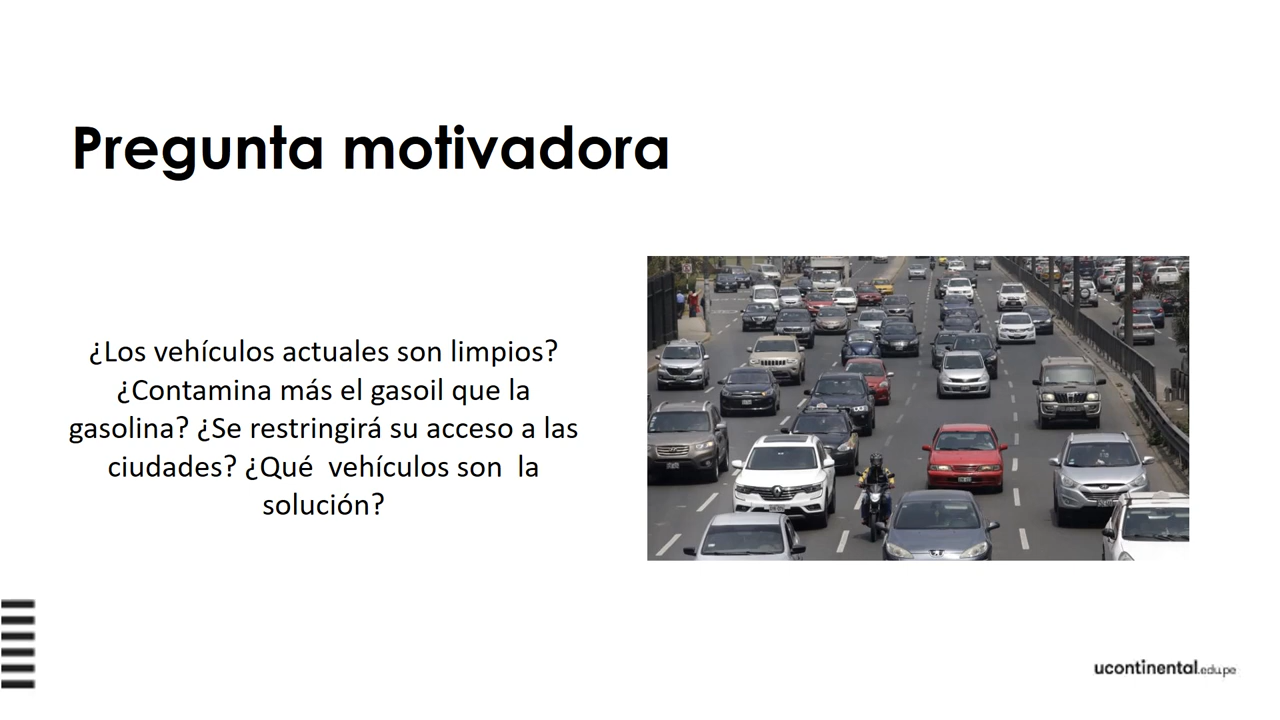 Pregunta motivadora
¿Los vehículos actuales son limpios?
¿Contamina más el gasoil que la
gasolina? ¿Se restringirá su acceso a las
ciudades? ¿Qué  vehículos son  la
solución?
ucontinental.edu.pe